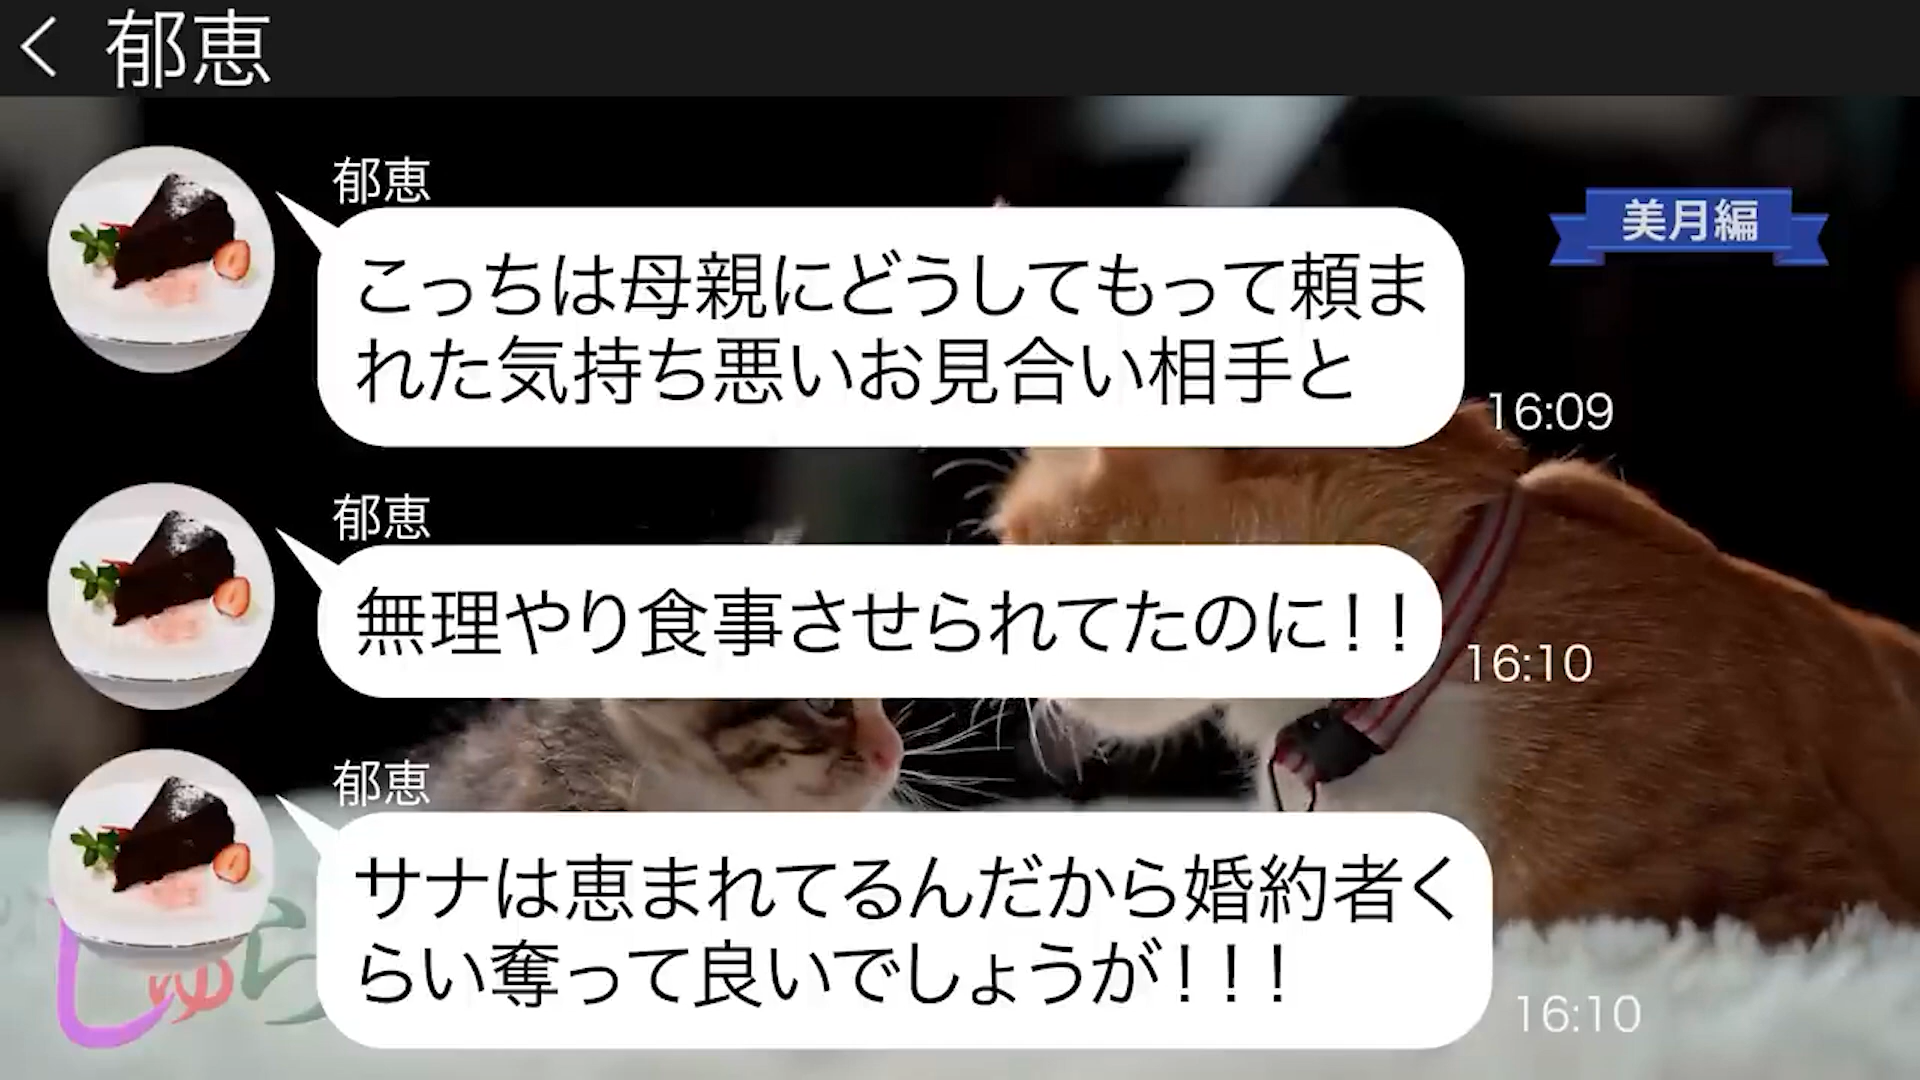 郁恵
郁恵
美月編
こっちは母親にどうしてもって頼ま
れた気持ち悪いお見合い相手と
16:09
郁恵
無理やり食事させられてたのに！！
16:10
郁恵
サナは恵まれてるんだから婚約者く
らい奪って良いでしょうが！！！
16:10
しゅら